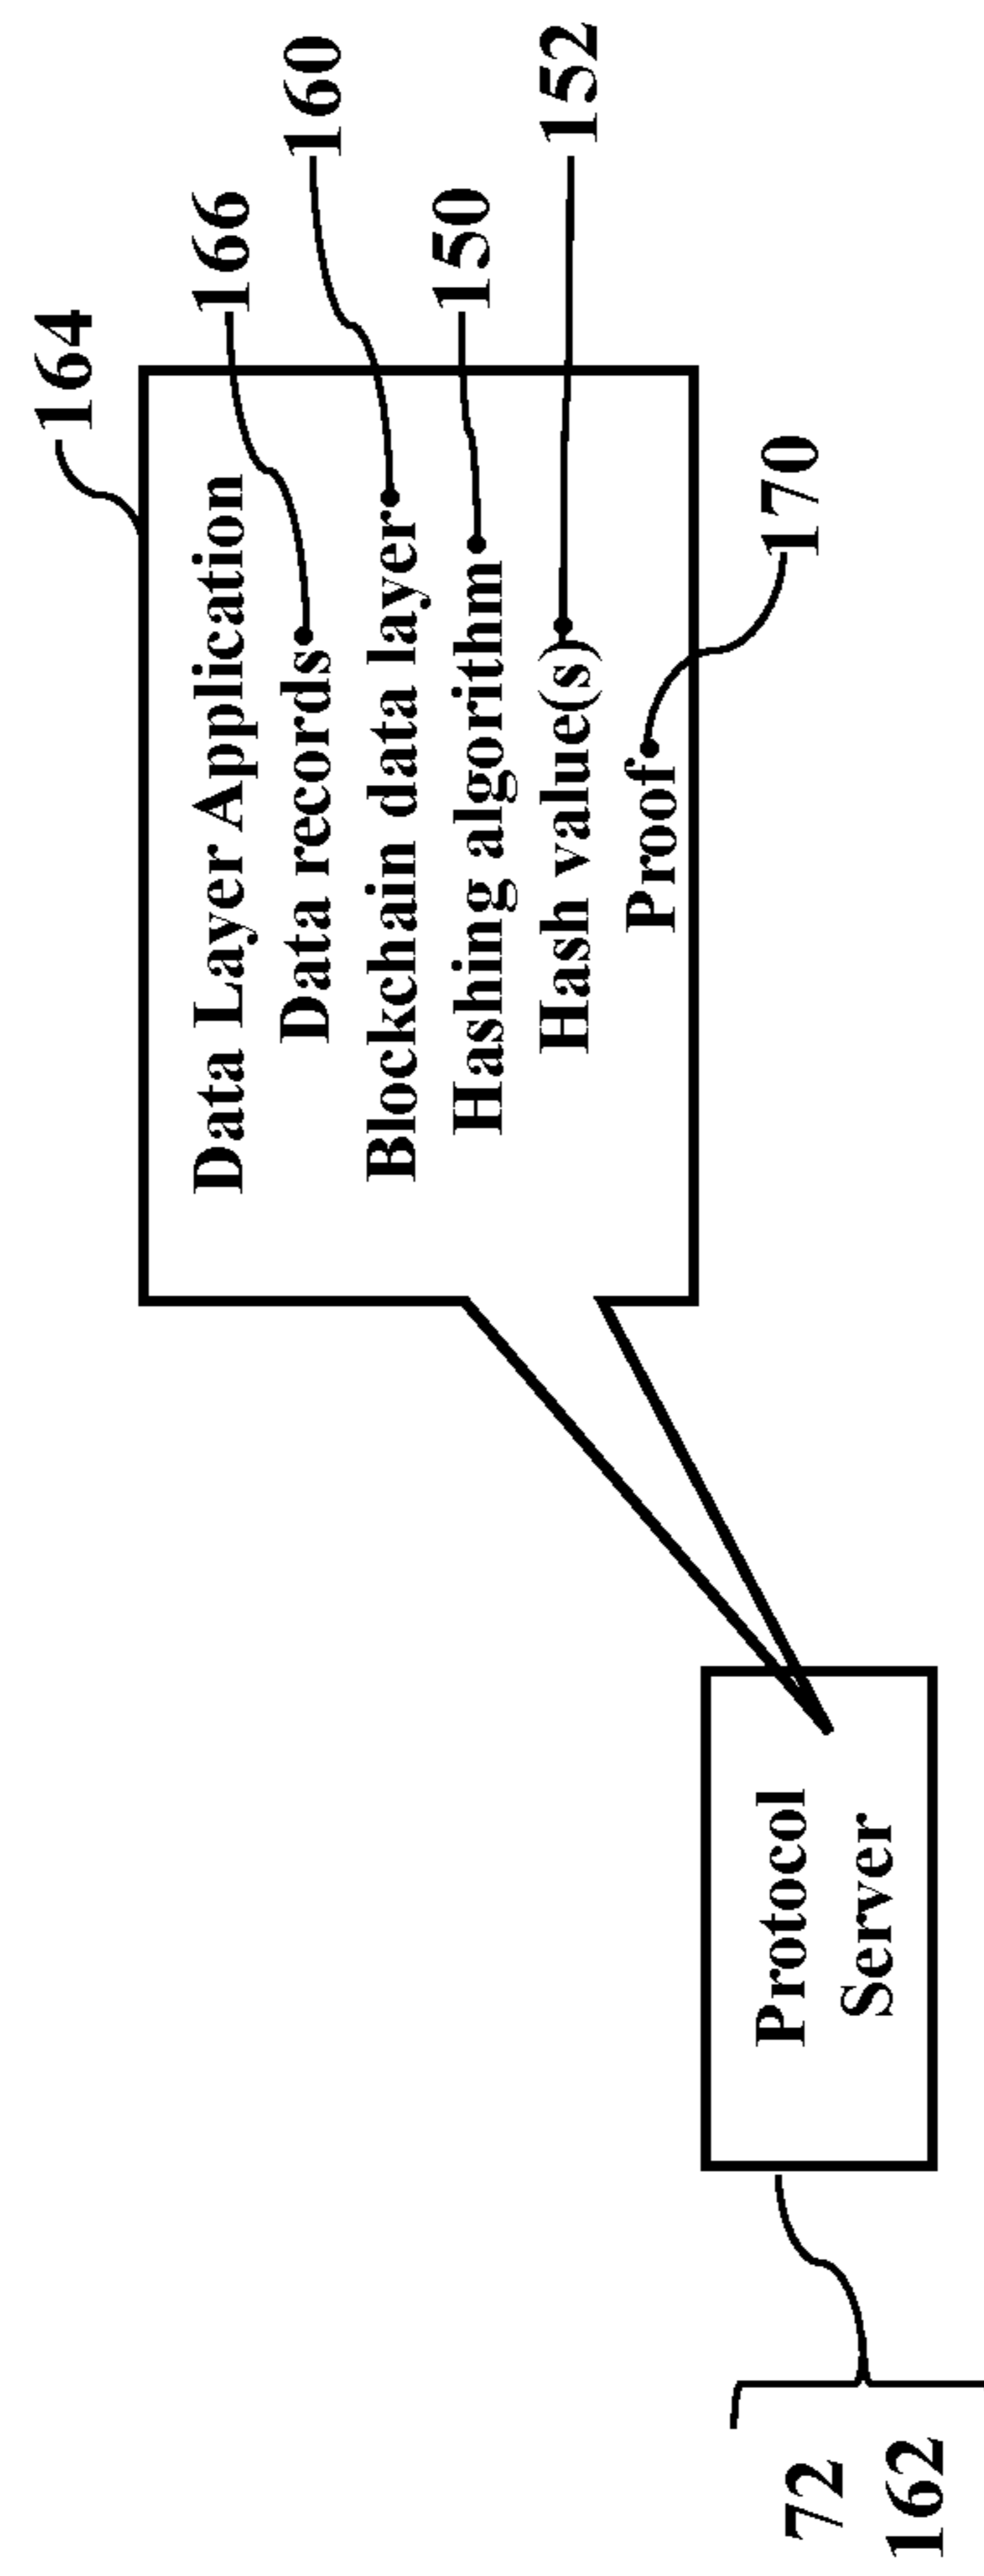 164
Data Layer Application
166
Data records
160
Blockchain data layer
150
Hashing algorithm
152
Hash value(s)
Proof
170
Protocol
Server
72
162